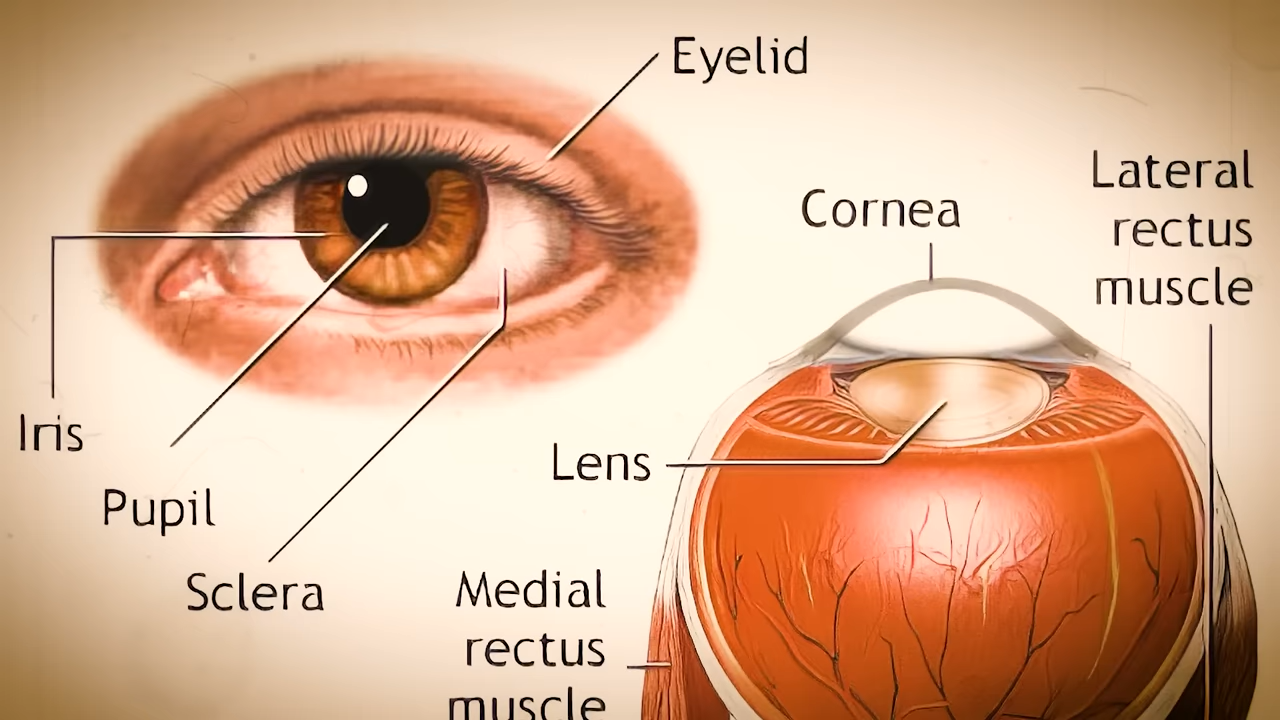 Eyelid
Lateral
rectus
muscle
Cornea
Iris
Lens
Pupil
Sclera
Medial
rectus
muscle